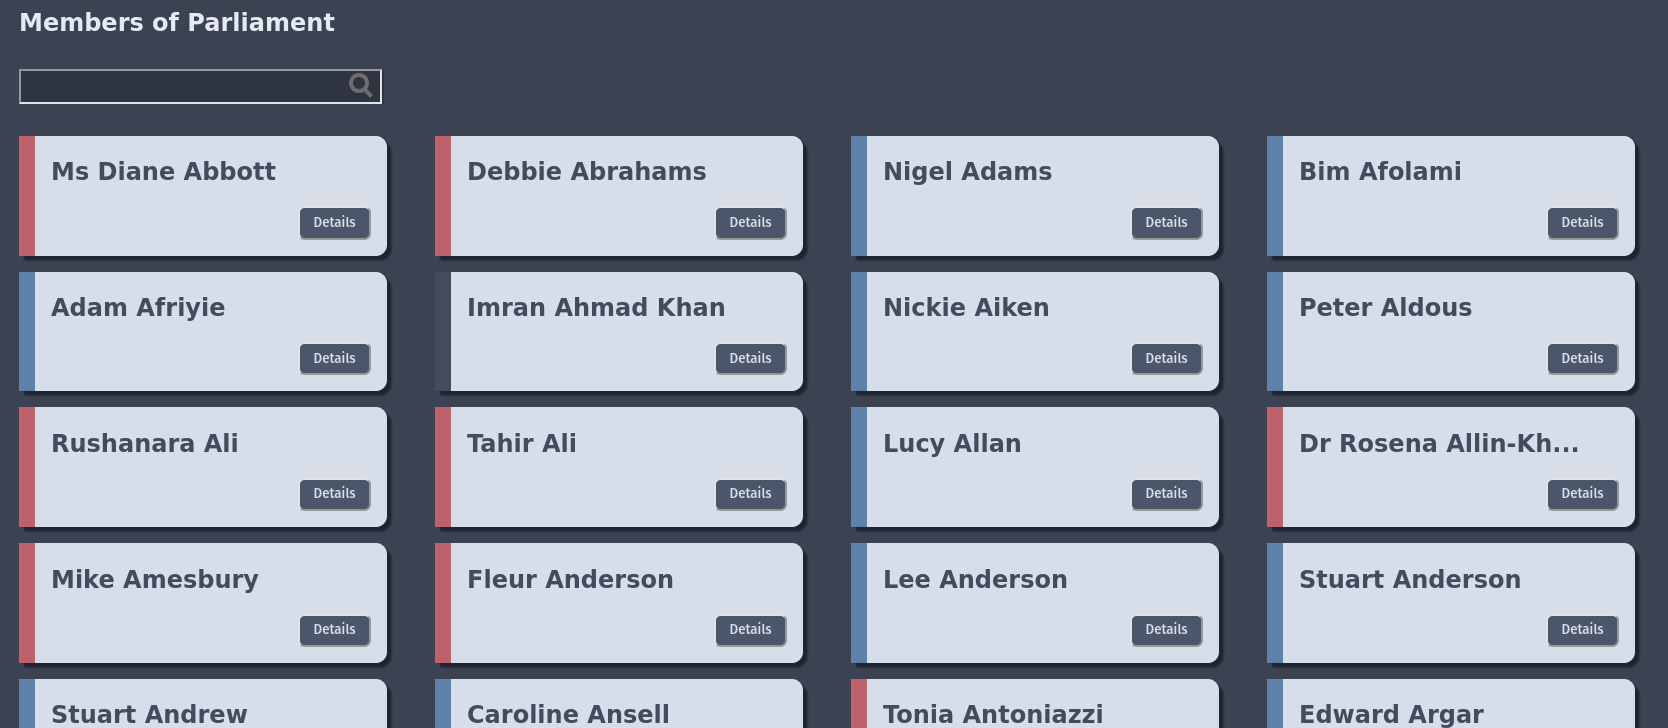 Members of Parliament
Ms Diane Abbott
Details
Debbie Abrahams
Details
Nigel Adams
Details
Bim Afolami
Details
Adam Afriyie
Details
Imran Ahmad Khan
Details
Nickie Aiken
Details
Peter Aldous
Details
Rushanara Ali
Details
Tahir Ali
Details
Lucy Allan
Details
Dr Rosena Allin-Kh...
Details
Mike Amesbury
Details
Fleur Anderson
Details
Lee Anderson
Details
Stuart Anderson
Details
Stuart Andrew
Caroline Ansell
Tonia Antoniazzi
Edward Argar